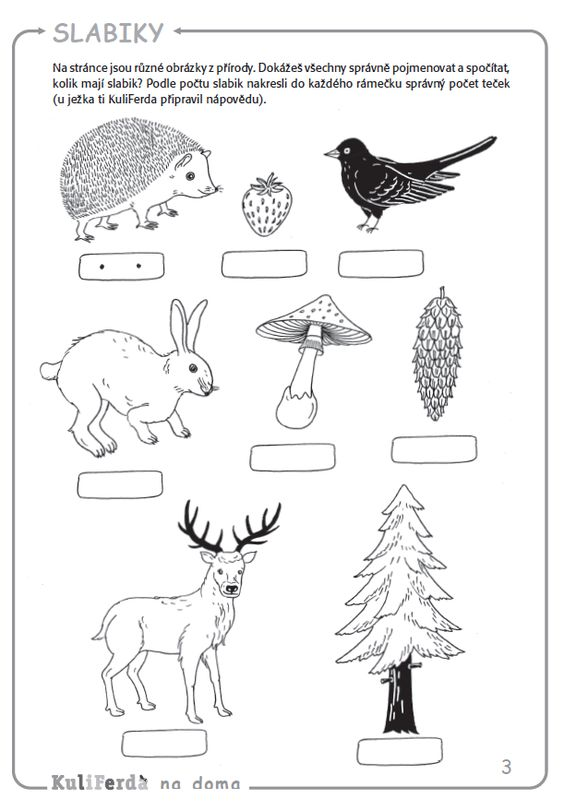 SLABIKY
Na stránce jsou různé obrázky z přírody. Dokážeš všechny správně pojmenovat a spočítat,
kolik mají slabik? Podle počtu slabik nakresli do každého rámečku správný počet teček
(u ježka ti KuliFerda připravil nápovědu).
3
KuliFerda na doma